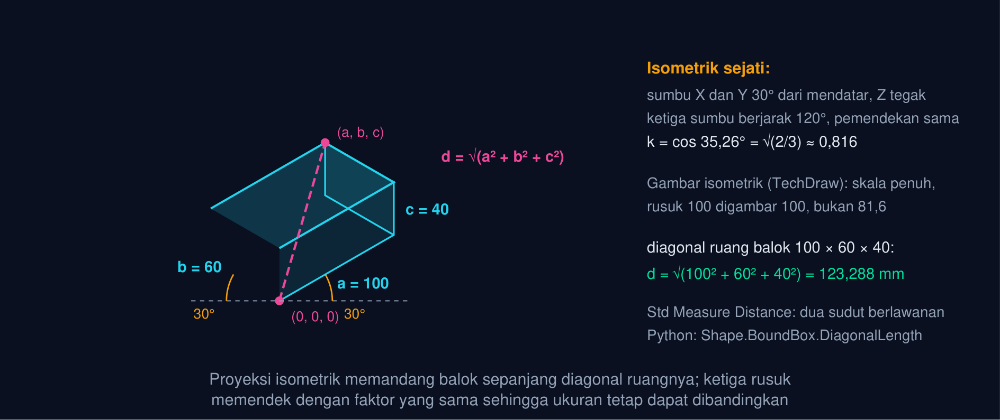 (a, b, c)
d = √(a² + b² + c²)
c = 40
b = 60
a = 100
30°
(0, 0, 0)
30°
Isometrik sejati:
sumbu X dan Y 30° dari mendatar, Z tegak
ketiga sumbu berjarak 120°, pemendekan sama
k = cos 35,26° = √(2/3) ≈ 0,816
Gambar isometrik (TechDraw): skala penuh,
rusuk 100 digambar 100, bukan 81,6
diagonal ruang balok 100 × 60 × 40:
d = √(100² + 60² + 40²) = 123,288 mm
Std Measure Distance: dua sudut berlawanan
Python: Shape.BoundBox.DiagonalLength
Proyeksi isometrik memandang balok sepanjang diagonal ruangnya; ketiga rusuk
memendek dengan faktor yang sama sehingga ukuran tetap dapat dibandingkan